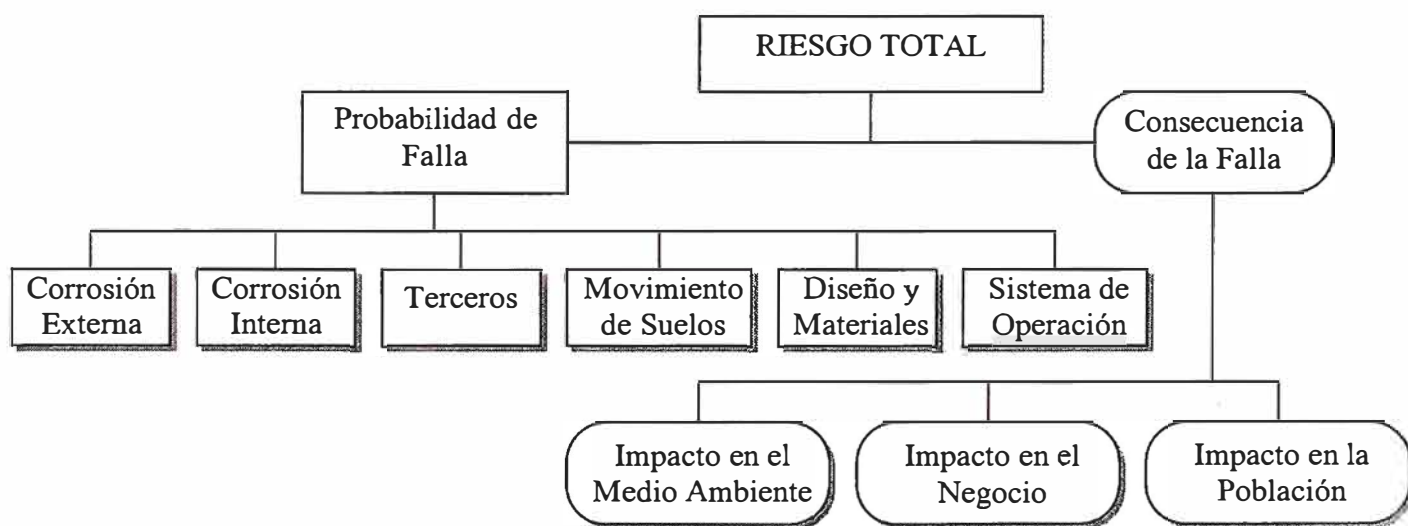 RIESGO TOTAL
Probabilidad de
Falla
Consecuencia
de la Falla
Corrosión
Externa
Corrosión
Interna
Terceros
Movimiento
de Suelos
Diseño y
Materiales
Sistema de
Operación
Impacto en el
Medio Ambiente
Impacto en el
Negocio
Impacto en la
Población